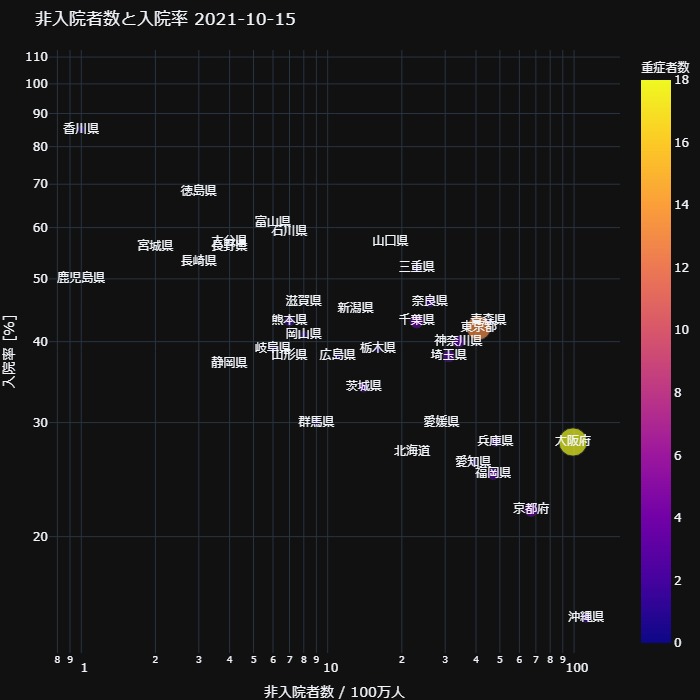 非入院者数と入院率 2021-10-15
重症者数
110
100
90
80
70
60
50
40
30
20
入院率 [%]
香川県
徳島県
富山県
石川県
大分県
長野県
宮城県
山口県
長崎県
三重県
鹿児島県
滋賀県
奈良県
新潟県
熊本県
千葉県
青森県
東京都
岡山県
神奈川県
岐阜県
栃木県
山形県
広島県
埼玉県
静岡県
茨城県
群馬県
愛媛県
兵庫県
大阪府
北海道
愛知県
福岡県
京都府
沖縄県
18
16
14
12
10
8
6
4
2
0
8 9 1 2 3 4 5 6 7 8 9 10 2 3 4 5 6 7 8 9 100
非入院者数 / 100万人